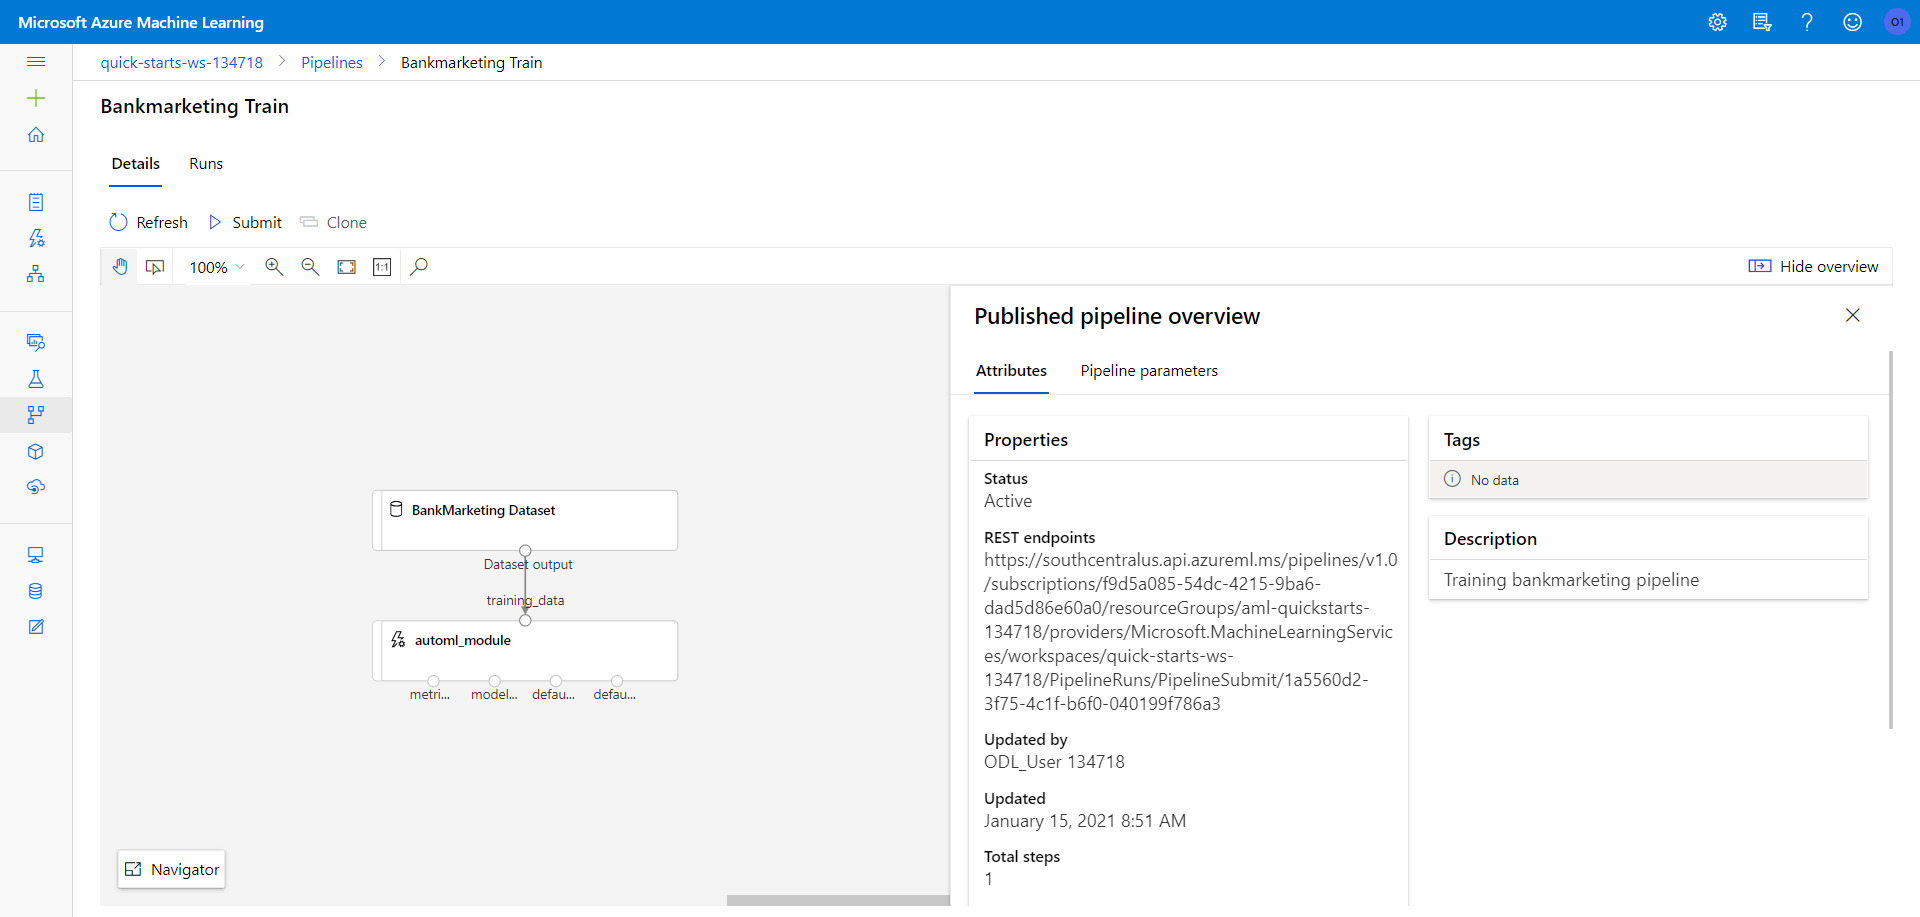 Microsoft Azure Machine Learning
O1
quick-starts-ws-134718 > Pipelines > Bankmarketing Train
Bankmarketing Train
Details Runs
Refresh Submit Clone
100% 1:1 Hide overview
Published pipeline overview
Attributes Pipeline parameters
Properties
Status
Active
REST endpoints
https://southcentralus.api.azureml.ms/pipelines/v1.0
/subscriptions/f9d5a085-54dc-4215-9ba6-
dad5d86e60a0/resourceGroups/aml-quickstarts-
134718/providers/Microsoft.MachineLearningServic
es/workspaces/quick-starts-ws-
134718/PipelineRuns/PipelineSubmit/1a5560d2-
3f75-4c1f-b6f0-040199f786a3
Updated by
ODL_User 134718
Updated
January 15, 2021 8:51 AM
Total steps
1
Tags
No data
Description
Training bankmarketing pipeline
BankMarketing Dataset
Dataset output
training_data
automl_module
metri... model... defau... defau...
Navigator